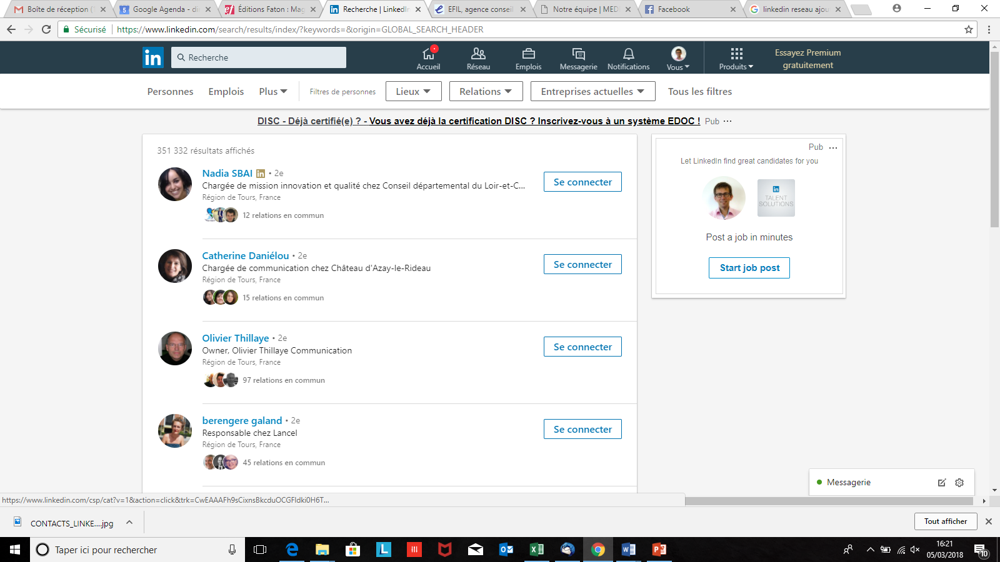 Boîte de réception (
Google Agenda - di
Éditions Faton : Mag
Recherche | LinkedIn
EFIL, agence conseil
Notre équipe | MED
Facebook
linkedin reseau ajou
Sécurisé
https://www.linkedin.com/search/results/index/?keywords=&origin=GLOBAL_SEARCH_HEADER
in
Recherche
Accueil
Réseau
Emplois
Messagerie
Notifications
Vous
Produits
Essayez Premium
gratuitement
Personnes
Emplois
Plus
Filtres de personnes
Lieux
Relations
Entreprises actuelles
Tous les filtres
DISC - Déjà certifié(e) ? - Vous avez déjà la certification DISC ? Inscrivez-vous à un système EDOC ! Pub ···
351 332 résultats affichés
Nadia SBAI in • 2e
Chargée de mission innovation et qualité chez Conseil départemental du Loir-et-C...
Région de Tours, France
12 relations en commun
Se connecter
Catherine Daniélou • 2e
Chargée de communication chez Château d'Azay-le-Rideau
Région de Tours, France
15 relations en commun
Se connecter
Olivier Thillaye • 2e
Owner, Olivier Thillaye Communication
Région de Tours, France
97 relations en commun
Se connecter
berengere galand • 2e
Responsable chez Lancel
Région de Tours, France
45 relations en commun
Se connecter
Pub ...
Let LinkedIn find great candidates for you
in
TALENT
SOLUTIONS
Post a job in minutes
Start job post
Messagerie
https://www.linkedin.com/csp/cat?v=1&action=click&trk=CwEAAAFh9sCixnsBkcduOCGFIdki0H6T...
CONTACTS_LINKE....jpg
Tout afficher
Taper ici pour rechercher
16:21
05/03/2018
10